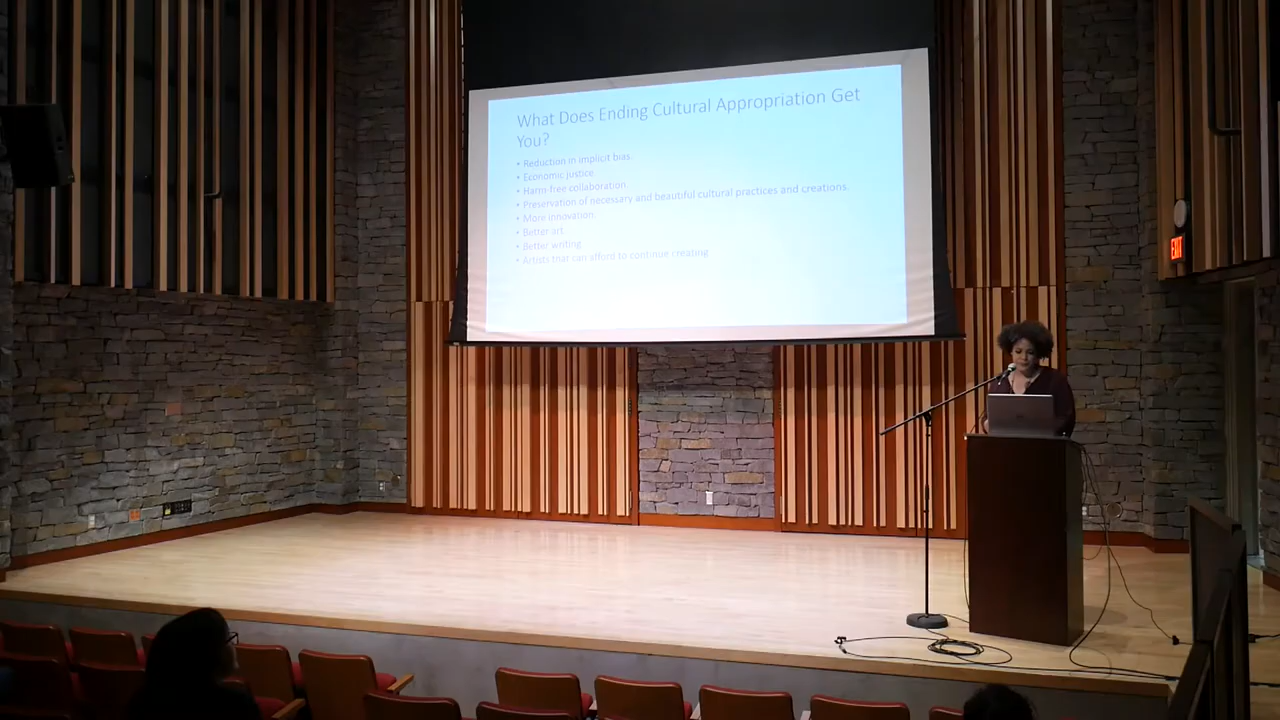 What Does Ending Cultural Appropriation Get
You?
• Reduction in implicit bias.
• Economic justice
• Harm-free collaboration.
• Preservation of necessary and beautiful cultural practices and creations
• More innovation.
• Better art
• Better writing
• Artists that can afford to continue creating
EXIT